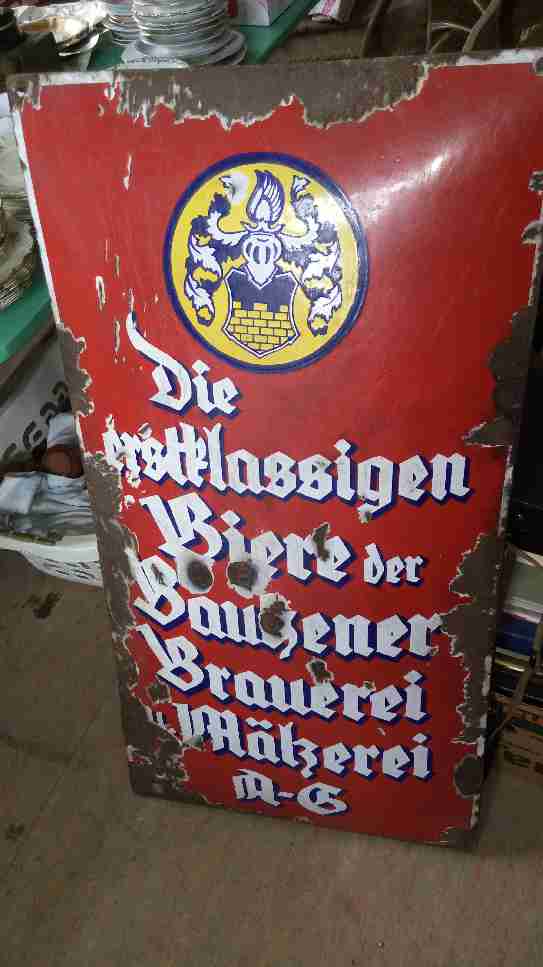 Die
erstklassigen
Biere der
Bautzener
Brauerei
u. Mälzerei
A-G